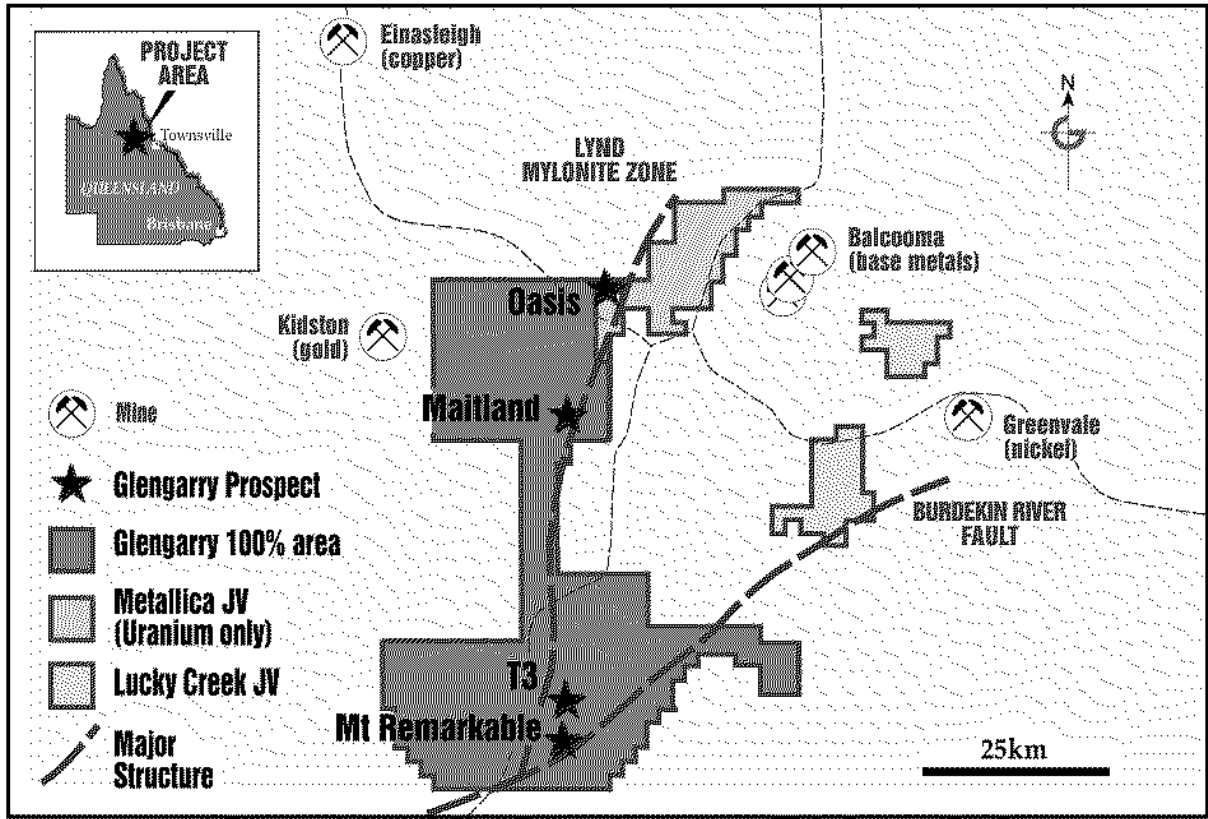 PROJECT
AREA
Townsville
QUEENSLAND
Brisbane
Einasleigh
(copper)
N
G
LYND
MYLONITE ZONE
Balcooma
(base metals)
Oasis
Kidston
(gold)
Maitland
Greenvale
(nickel)
BURDEKIN RIVER
FAULT
Mine
Glengarry Prospect
Glengarry 100% area
Metallica JV
(Uranium only)
Lucky Creek JV
Major
Structure
T3
Mt Remarkable
25km